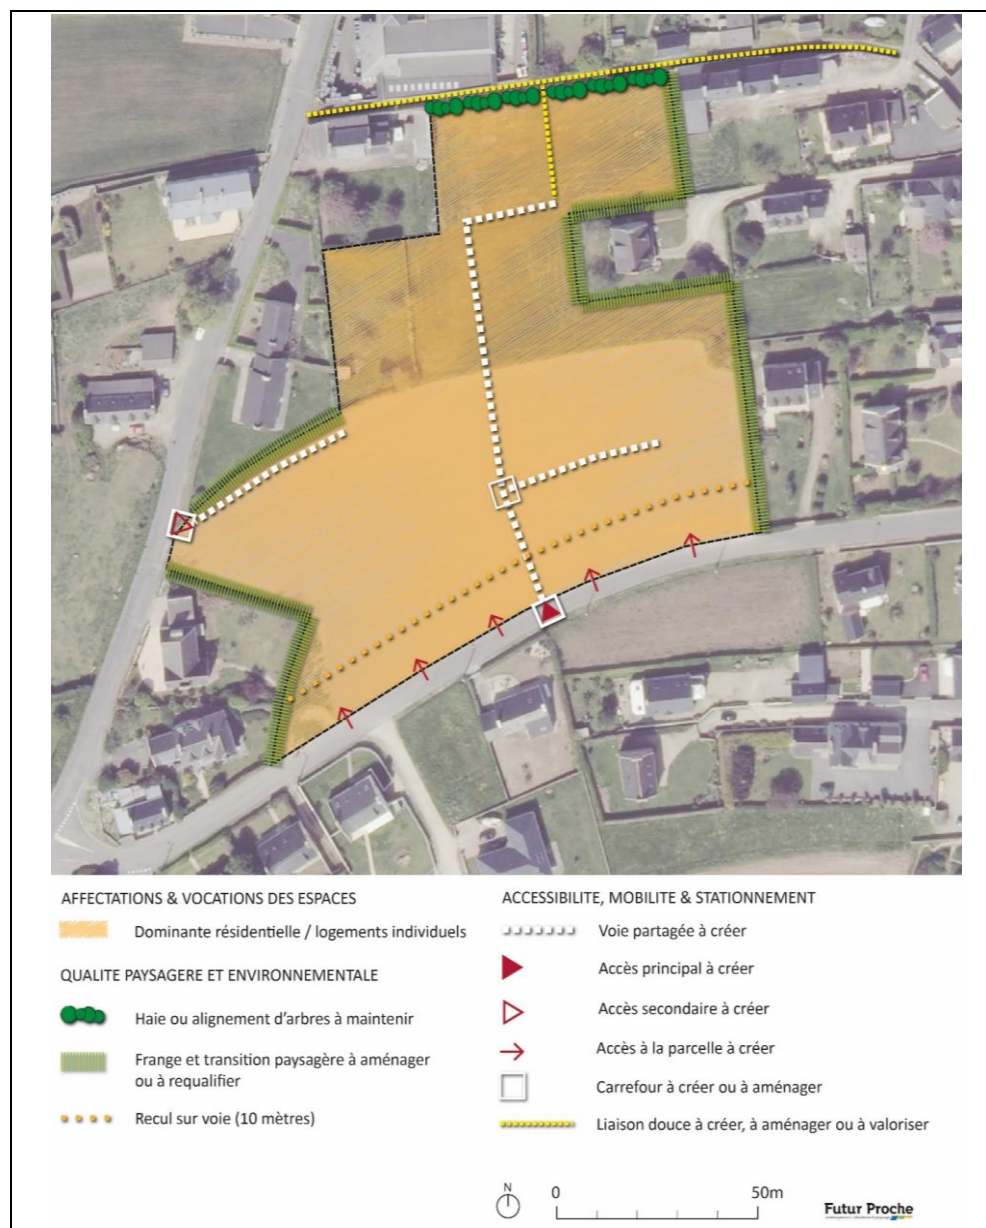 AFFECTATIONS & VOCATIONS DES ESPACES
Dominante résidentielle / logements individuels
QUALITE PAYSAGERE ET ENVIRONNEMENTALE
Haie ou alignement d'arbres à maintenir
Frange et transition paysagère à aménager
ou à requalifier
Recul sur voie (10 mètres)
ACCESSIBILITE, MOBILITE & STATIONNEMENT
Voie partagée à créer
Accès principal à créer
Accès secondaire à créer
Accès à la parcelle à créer
Carrefour à créer ou à aménager
Liaison douce à créer, à aménager ou à valoriser
N
0 50m
Futur Proche